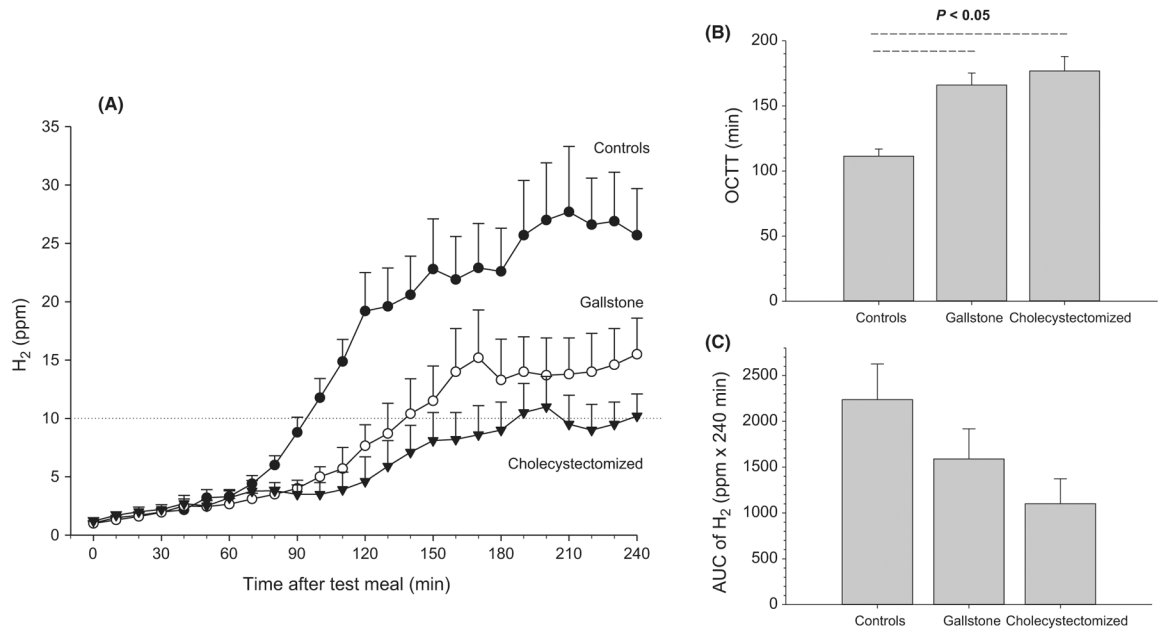 (A)
35
30
25
20
15
10
5
0
H2 (ppm)
Controls
Gallstone
Cholecystectomized
0 30 60 90 120 150 180 210 240
Time after test meal (min)
(B)
P < 0.05
200
150
100
50
0
OCTT (min)
Controls Gallstone Cholecystectomized
(C)
2500
2000
1500
1000
500
0
AUC of H2 (ppm x 240 min)
Controls Gallstone Cholecystectomized